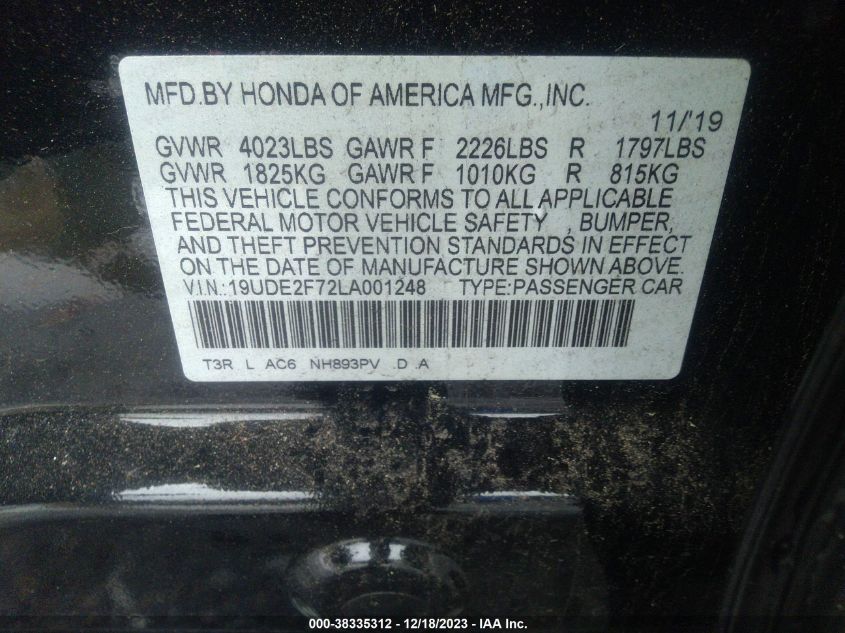 MFD.BY HONDA OF AMERICA MFG.,INC.
11/'19
GVWR 4023LBS GAWR F 2226LBS R 1797LBS
GVWR 1825KG GAWR F 1010KG R 815KG
THIS VEHICLE CONFORMS TO ALL APPLICABLE
FEDERAL MOTOR VEHICLE SAFETY , BUMPER,
AND THEFT PREVENTION STANDARDS IN EFFECT
ON THE DATE OF MANUFACTURE SHOWN ABOVE.
V.I.N.:19UDE2F72LA001248 TYPE:PASSENGER CAR
T3R L AC6 NH893PV .D .A
000-38335312 - 12/18/2023 - IAA Inc.